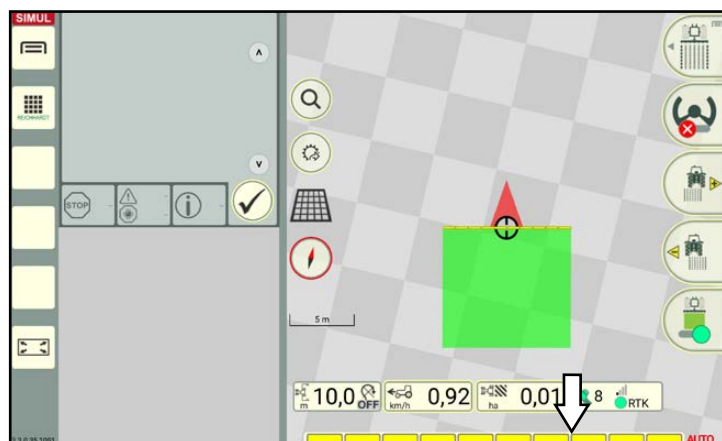 SIMUL
REICHHARDT
STOP
5 m
m
10,0
OFF
km/h
0,92
ha
0,01
8
RTK
AUTO